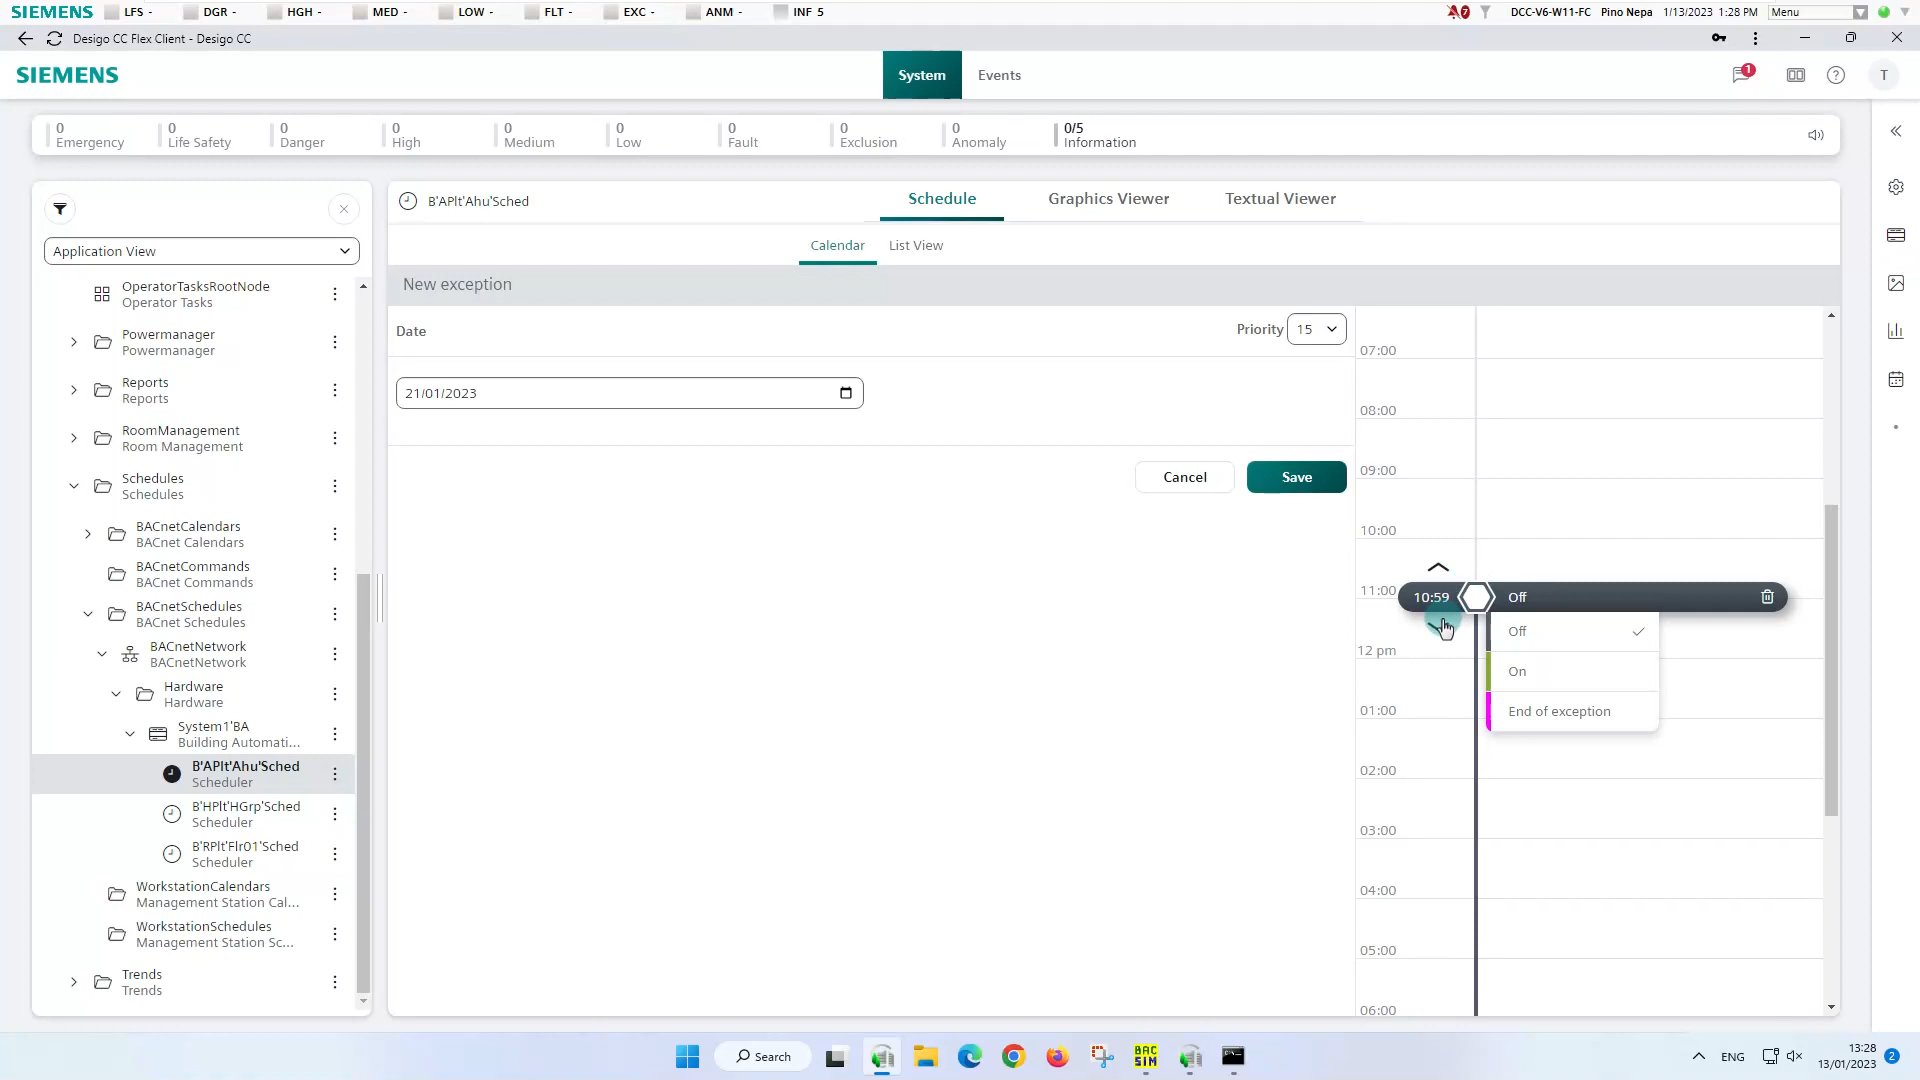 SIEMENS LFS - DGR - HGH - MED - LOW - FLT - EXC - ANM - INF 5 7 DCC-V6-W11-FC Pino Nepa 1/13/2023 1:28 PM Menu
Desigo CC Flex Client - Desigo CC
SIEMENS System Events 1 T
0 0 0 0 0 0 0 0 0 0/5
Emergency Life Safety Danger High Medium Low Fault Exclusion Anomaly Information
B'APlt'Ahu'Sched Schedule Graphics Viewer Textual Viewer
Application View
Calendar List View
New exception
OperatorTasksRootNode
Operator Tasks
Powermanager
Powermanager
Reports
Reports
RoomManagement
Room Management
Schedules
Schedules
BACnetCalendars
BACnet Calendars
BACnetCommands
BACnet Commands
BACnetSchedules
BACnet Schedules
BACnetNetwork
BACnetNetwork
Hardware
Hardware
System1'BA
Building Automati...
B'APlt'Ahu'Sched
Scheduler
B'HPlt'HGrp'Sched
Scheduler
B'RPlt'Flr01'Sched
Scheduler
WorkstationCalendars
Management Station Cal...
WorkstationSchedules
Management Station Sc...
Trends
Trends
Date
Priority 15
21/01/2023
Cancel Save
07:00
08:00
09:00
10:00
11:00
10:59 Off
Off
12 pm
On
01:00
End of exception
02:00
03:00
04:00
05:00
06:00
Search
BAC
SIM
ENG
13:28
13/01/2023
2